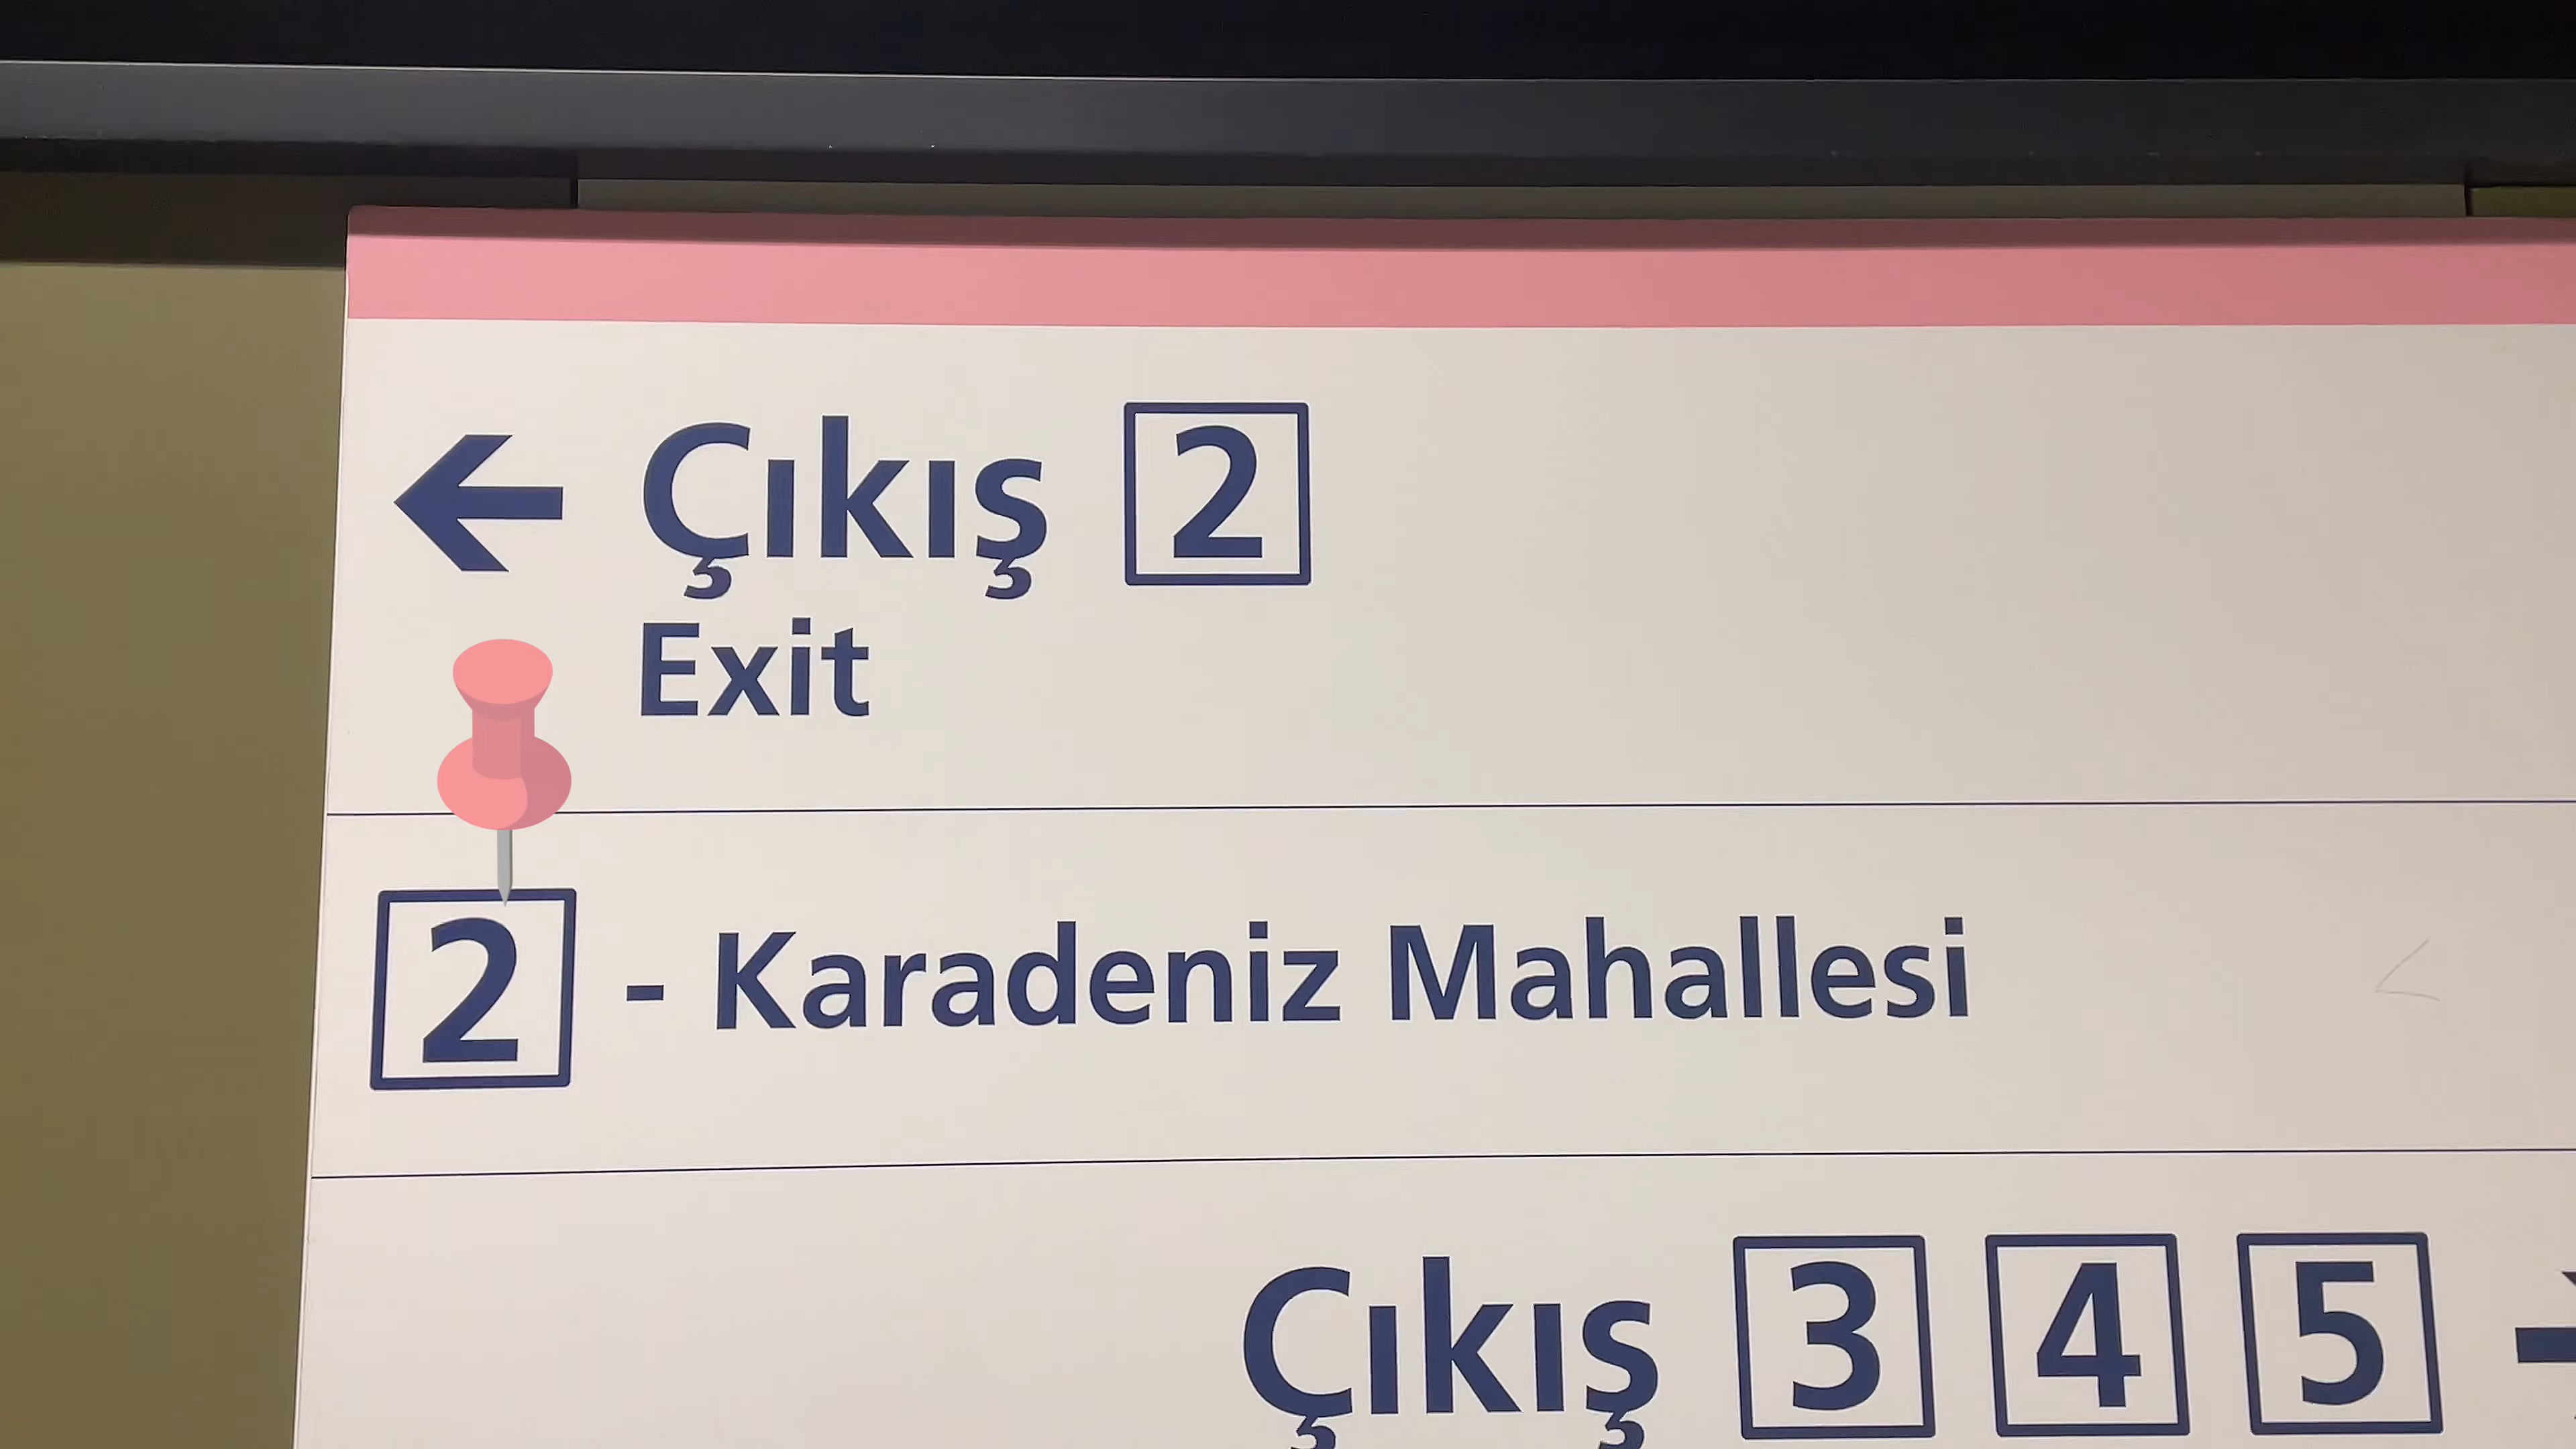 ← Çıkış 2
Exit
2 - Karadeniz Mahallesi
Çıkış 3 4 5 →